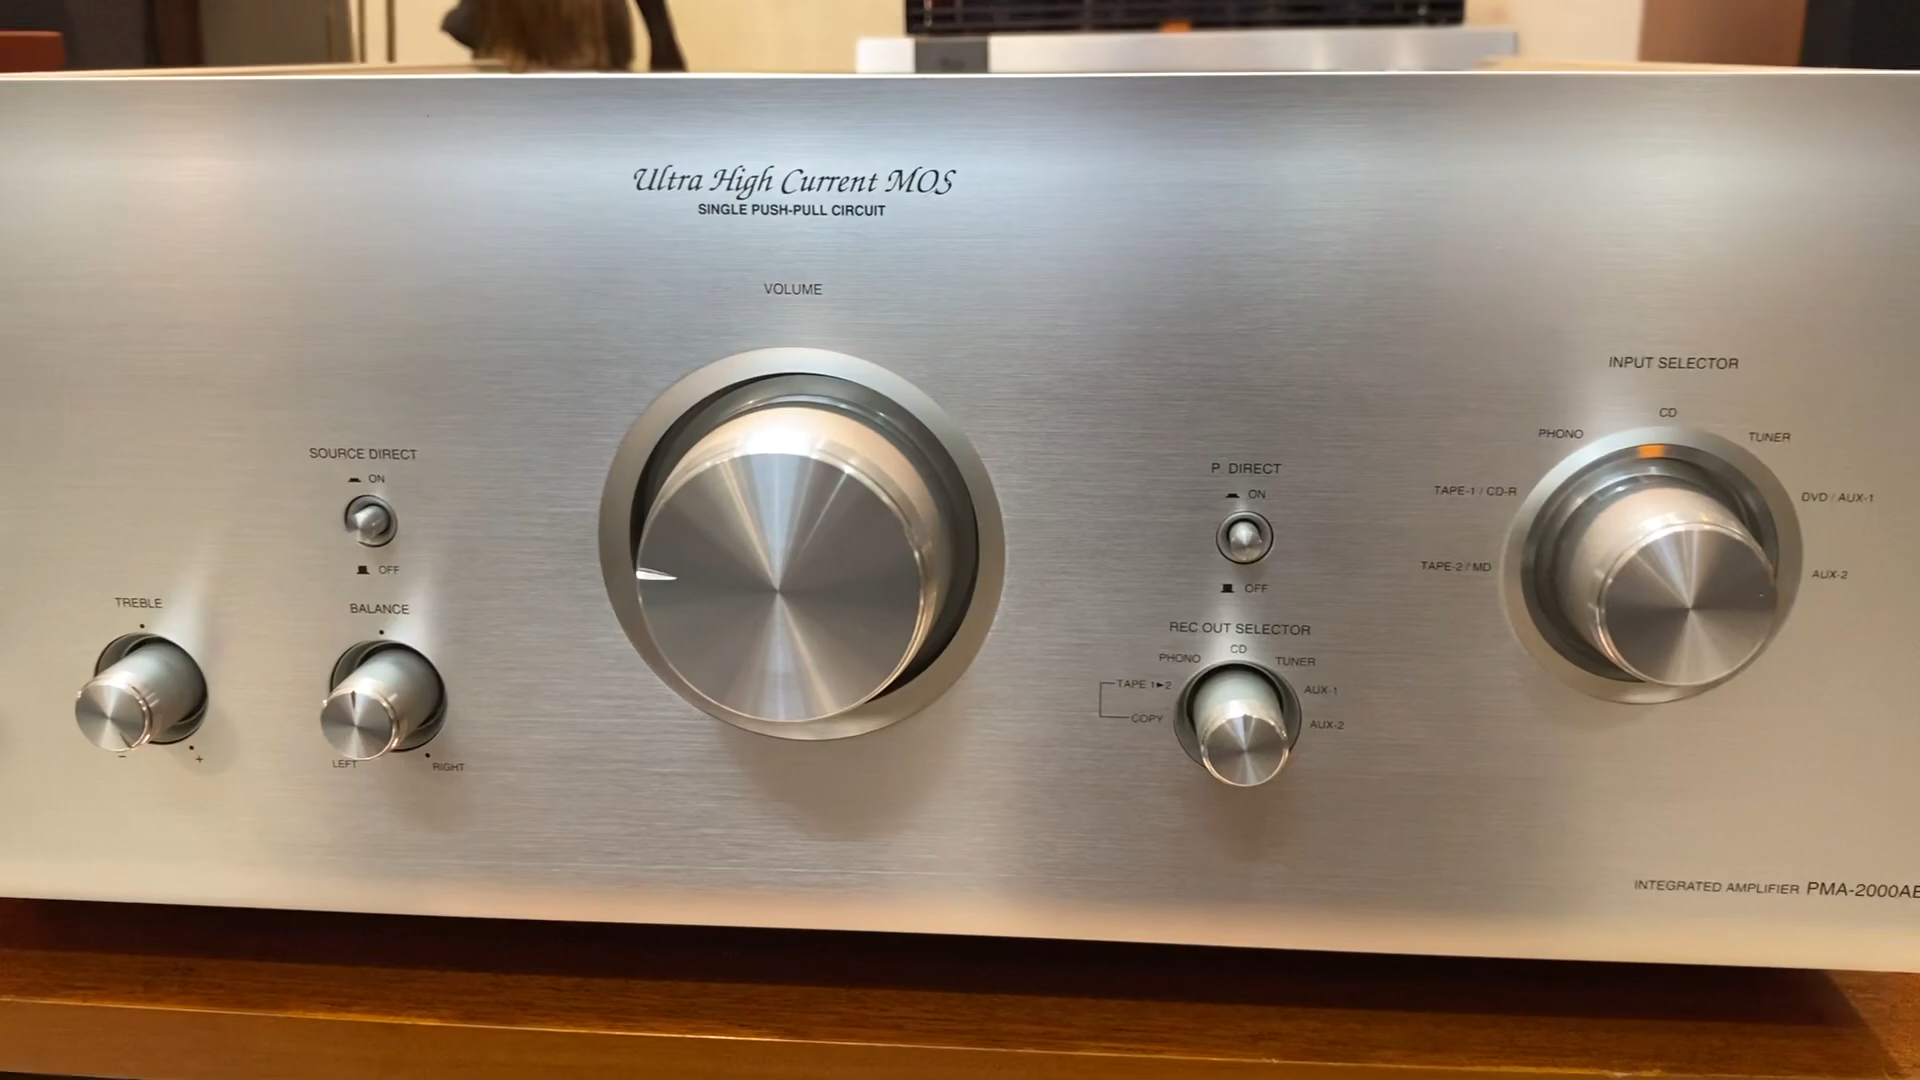 Ultra High Current MOS
SINGLE PUSH-PULL CIRCUIT
VOLUME
SOURCE DIRECT
ON
OFF
TREBLE
− +
BALANCE
LEFT RIGHT
P. DIRECT
ON
OFF
REC OUT SELECTOR
CD
PHONO TUNER
TAPE 1▶2 AUX-1
COPY AUX-2
INPUT SELECTOR
CD
PHONO TUNER
TAPE-1 / CD-R DVD / AUX-1
TAPE-2 / MD AUX-2
INTEGRATED AMPLIFIER PMA-2000AE